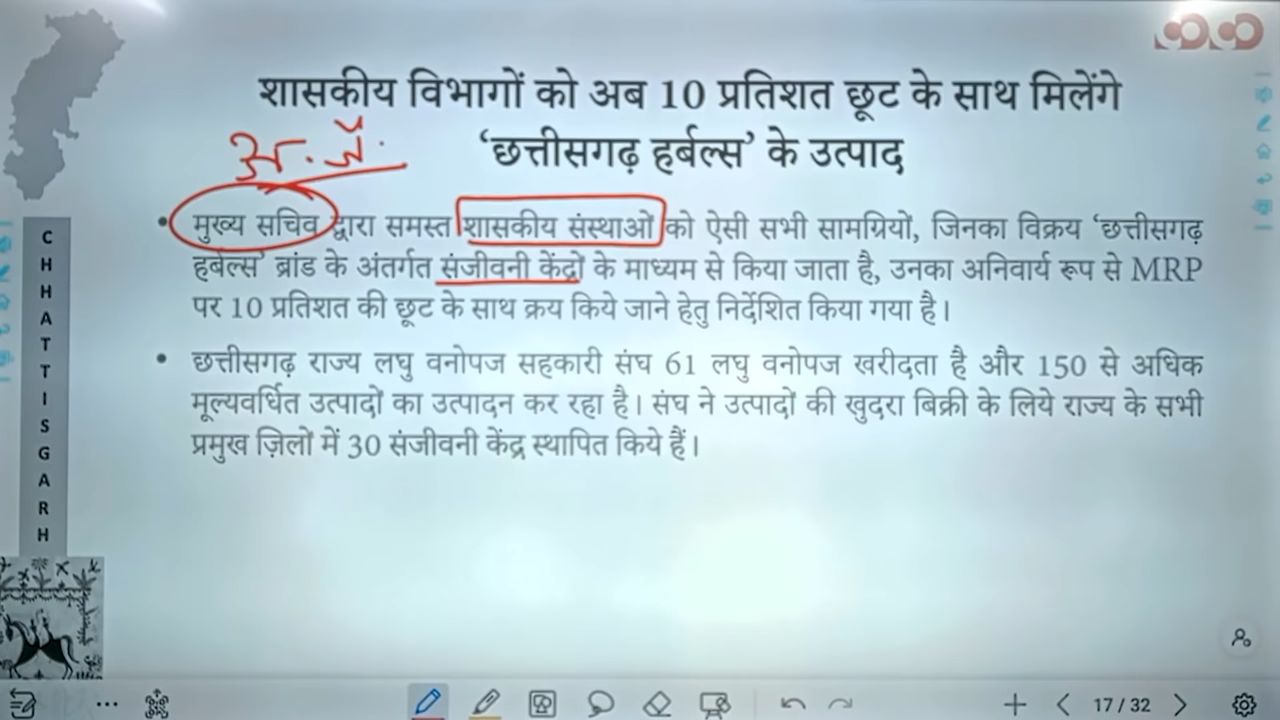 शासकीय विभागों को अब 10 प्रतिशत छूट के साथ मिलेंगे
'छत्तीसगढ़ हर्बल्स' के उत्पाद
अ. जै.
• मुख्य सचिव द्वारा समस्त शासकीय संस्थाओं को ऐसी सभी सामग्रियों, जिनका विक्रय 'छत्तीसगढ़
हर्बल्स' ब्रांड के अंतर्गत संजीवनी केंद्रों के माध्यम से किया जाता है, उनका अनिवार्य रूप से MRP
पर 10 प्रतिशत की छूट के साथ क्रय किये जाने हेतु निर्देशित किया गया है।
• छत्तीसगढ़ राज्य लघु वनोपज सहकारी संघ 61 लघु वनोपज खरीदता है और 150 से अधिक
मूल्यवर्धित उत्पादों का उत्पादन कर रहा है। संघ ने उत्पादों की खुदरा बिक्री के लिये राज्य के सभी
प्रमुख ज़िलों में 30 संजीवनी केंद्र स्थापित किये हैं।
CHHATTISGARH
17 / 32